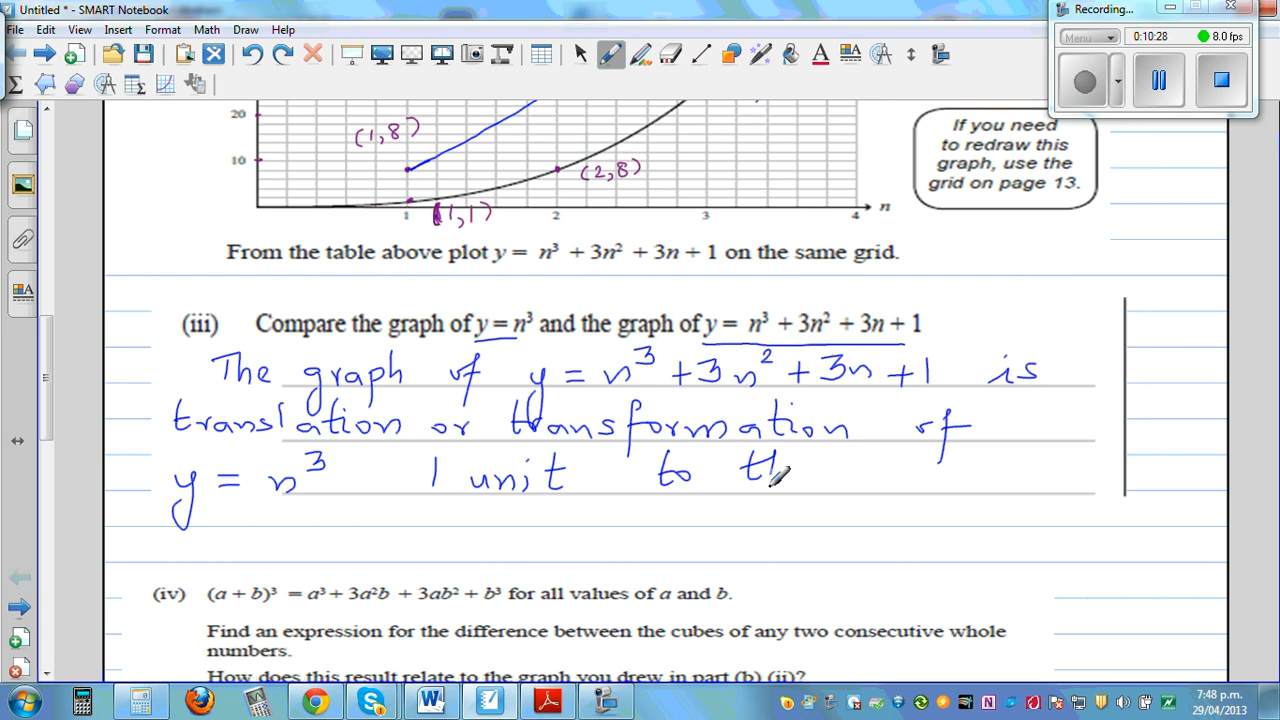 Untitled * - SMART Notebook
Recording...
File Edit View Insert Format Math Draw Help
Menu 0:10:28 8.0 fps
20
(1,8)
10
(2,8)
1 2 3 4 n
(1,1)
If you need
to redraw this
graph, use the
grid on page 13.
From the table above plot y = n³ + 3n² + 3n + 1 on the same grid.
(iii) Compare the graph of y = n³ and the graph of y = n³ + 3n² + 3n + 1
The graph of y = n³ + 3n² + 3n + 1 is
translation or transformation of
y = n³ 1 unit to th
(iv) (a + b)³ = a³ + 3a²b + 3ab² + b³ for all values of a and b.
Find an expression for the difference between the cubes of any two consecutive whole
numbers.
How does this result relate to the graph you drew in part (b) (ii)?
7:48 p.m.
29/04/2013